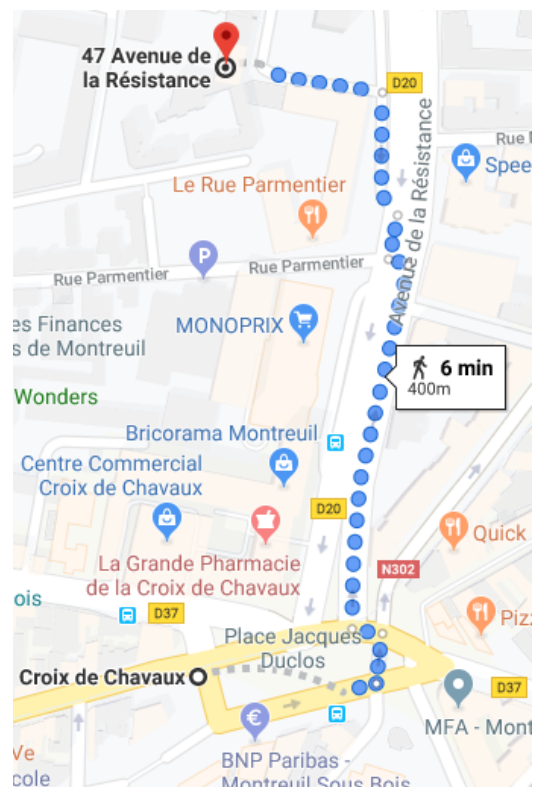 47 Avenue de
la Résistance
D20
Avenue de la Résistance
Rue
Spee
Le Rue Parmentier
P
Rue Parmentier
Rue Parmentier
es Finances
s de Montreuil
MONOPRIX
6 min
400m
Wonders
Bricorama Montreuil
Centre Commercial
Croix de Chavaux
D20
Quick
La Grande Pharmacie
de la Croix de Chavaux
N302
ois
D37
Pizz
Place Jacques
Duclos
Croix de Chavaux
D37
€
MFA - Mont
Ve
cole
BNP Paribas -
Montreuil Sous Bois